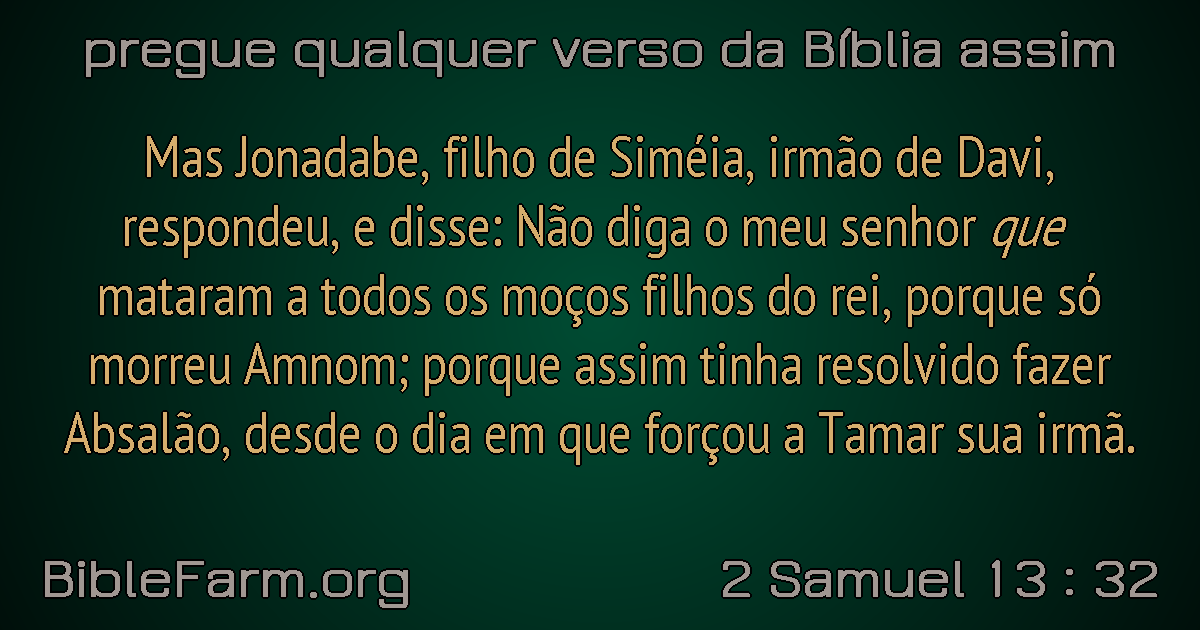 pregue qualquer verso da Bíblia assim
Mas Jonadabe, filho de Siméia, irmão de Davi,
respondeu, e disse: Não diga o meu senhor que
mataram a todos os moços filhos do rei, porque só
morreu Amnom; porque assim tinha resolvido fazer
Absalão, desde o dia em que forçou a Tamar sua irmã.
BibleFarm.org
2 Samuel 13 : 32